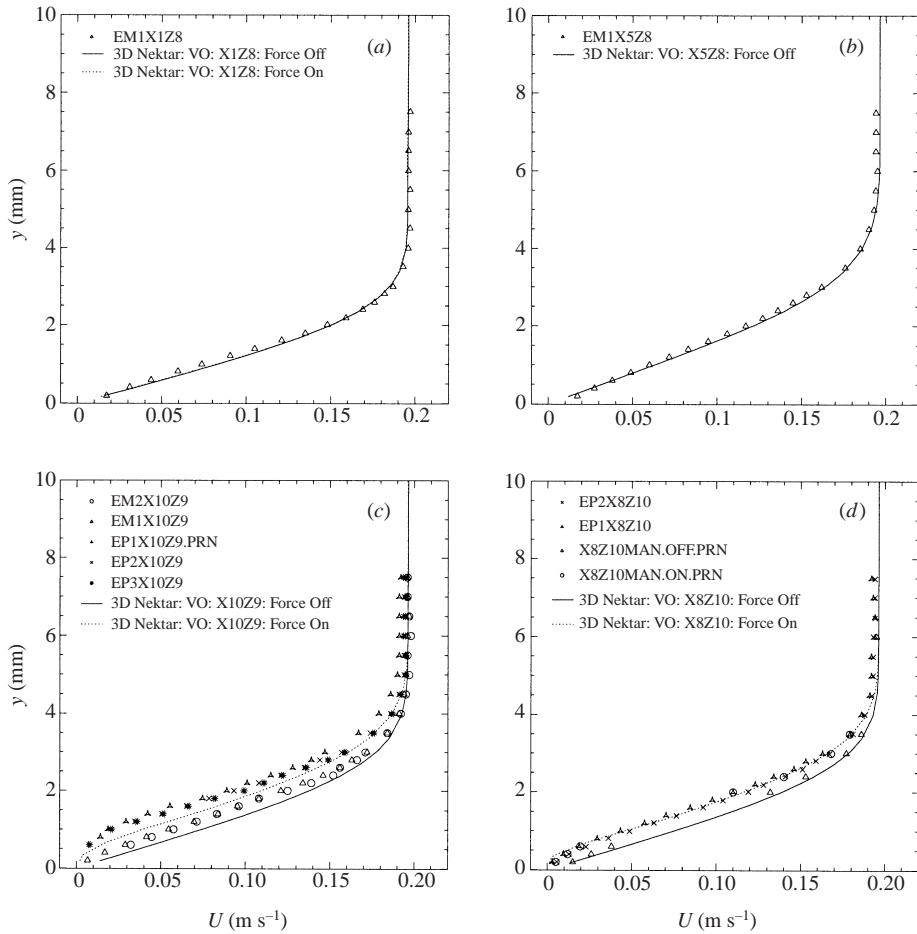 10
8
6
4
2
0
y (mm)
EM1X1Z8
3D Nektar: VO: X1Z8: Force Off
3D Nektar: VO: X1Z8: Force On
(a)
0
0.05
0.10
0.15
0.20
10
8
6
4
2
0
EM1X5Z8
3D Nektar: VO: X5Z8: Force Off
(b)
0
0.05
0.10
0.15
0.20
10
8
6
4
2
0
y (mm)
EM2X10Z9
EM1X10Z9
EP1X10Z9.PRN
EP2X10Z9
EP3X10Z9
3D Nektar: VO: X10Z9: Force Off
3D Nektar: VO: X10Z9: Force On
(c)
0
0.05
0.10
0.15
0.20
U (m s⁻¹)
10
8
6
4
2
0
EP2X8Z10
EP1X8Z10
X8Z10MAN.OFF.PRN
X8Z10MAN.ON.PRN
3D Nektar: VO: X8Z10: Force Off
3D Nektar: VO: X8Z10: Force On
(d)
0
0.05
0.10
0.15
0.20
U (m s⁻¹)